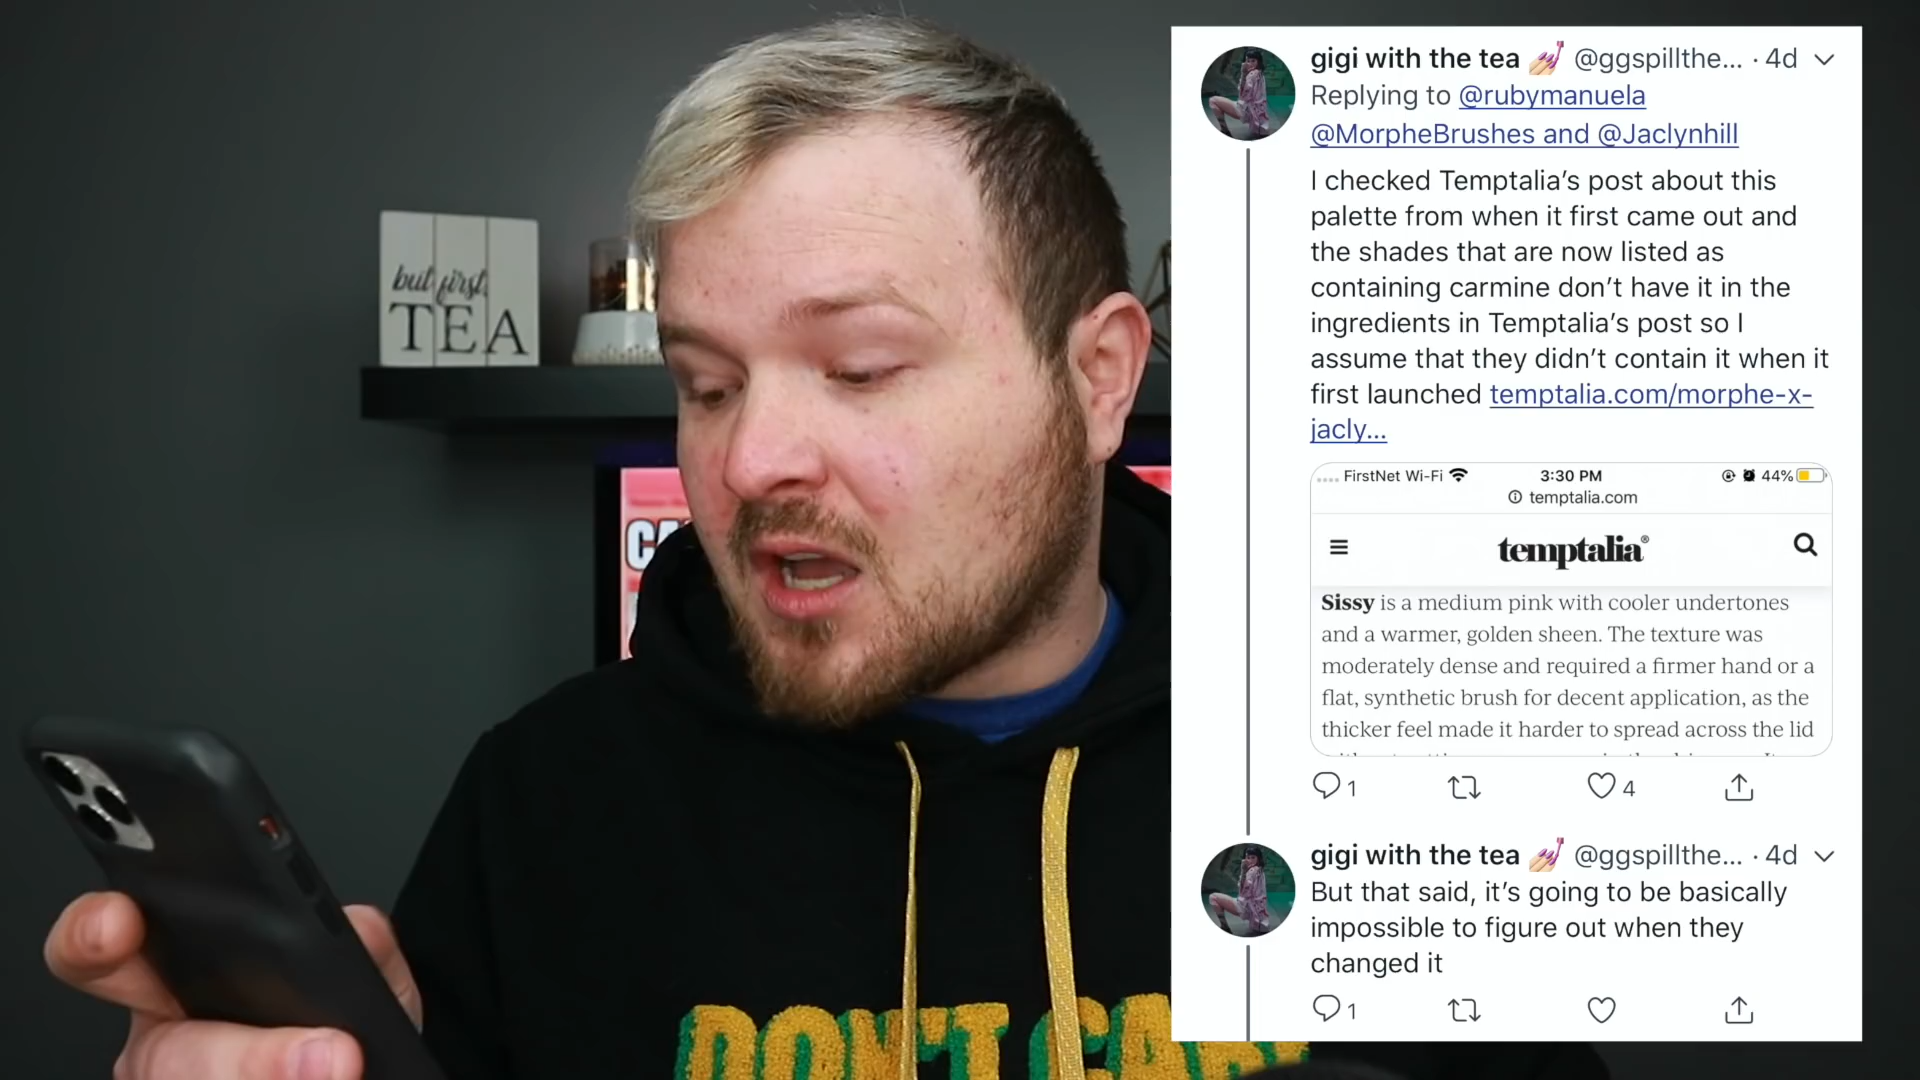 but first,
TEA
CA
DON'T CARE
gigi with the tea 💅 @ggspillthe... · 4d
Replying to @rubymanuela
@MorpheBrushes and @Jaclynhill
I checked Temptalia's post about this
palette from when it first came out and
the shades that are now listed as
containing carmine don't have it in the
ingredients in Temptalia's post so I
assume that they didn't contain it when it
first launched temptalia.com/morphe-x-
jacly...
FirstNet Wi-Fi 3:30 PM 44%
temptalia.com
temptalia®
Sissy is a medium pink with cooler undertones
and a warmer, golden sheen. The texture was
moderately dense and required a firmer hand or a
flat, synthetic brush for decent application, as the
thicker feel made it harder to spread across the lid
1 4
gigi with the tea 💅 @ggspillthe... · 4d
But that said, it's going to be basically
impossible to figure out when they
changed it
1